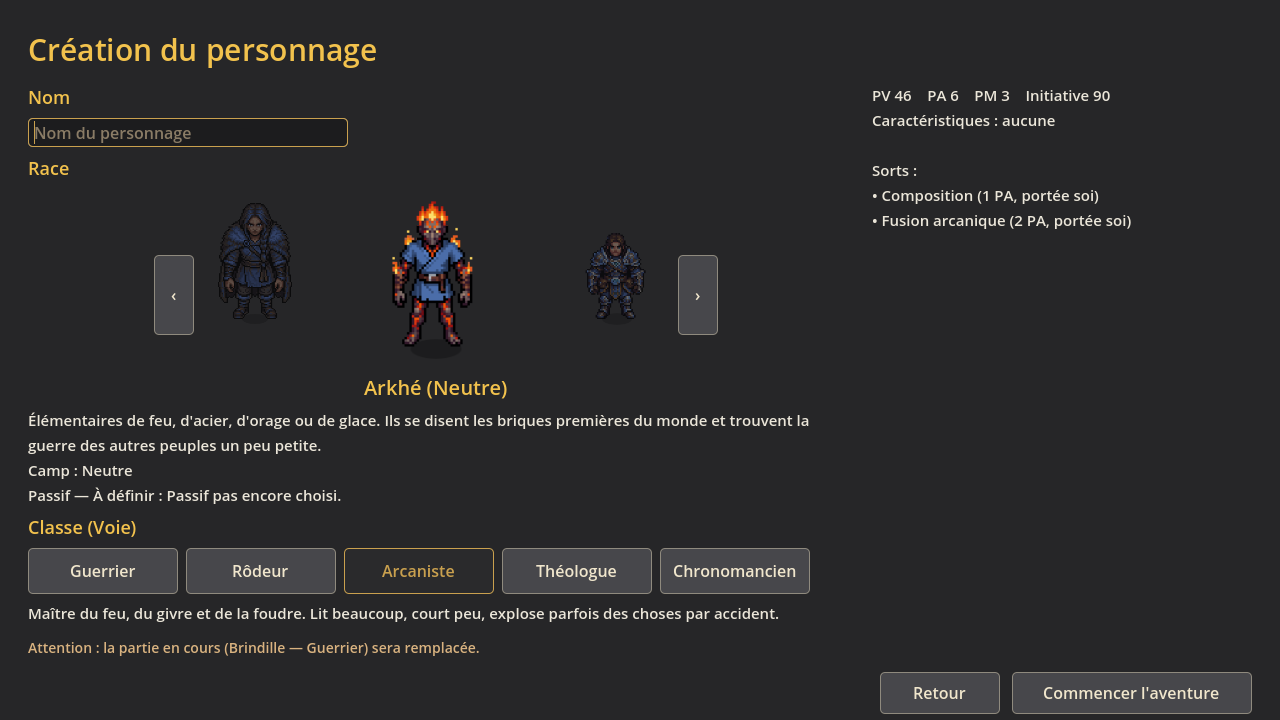 Création du personnage
Nom
Nom du personnage
Race
‹
›
Arkhé (Neutre)
Élémentaires de feu, d'acier, d'orage ou de glace. Ils se disent les briques premières du monde et trouvent la
guerre des autres peuples un peu petite.
Camp : Neutre
Passif — À définir : Passif pas encore choisi.
Classe (Voie)
Guerrier Rôdeur Arcaniste Théologue Chronomancien
Maître du feu, du givre et de la foudre. Lit beaucoup, court peu, explose parfois des choses par accident.
Attention : la partie en cours (Brindille — Guerrier) sera remplacée.
PV 46 PA 6 PM 3 Initiative 90
Caractéristiques : aucune
Sorts :
• Composition (1 PA, portée soi)
• Fusion arcanique (2 PA, portée soi)
Retour Commencer l'aventure